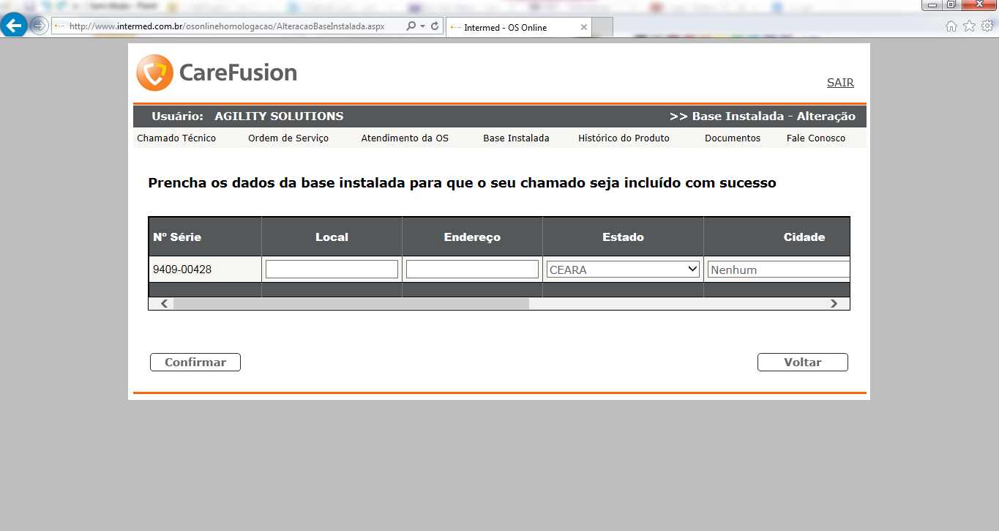 http://www.intermed.com.br/osonlinehomologacao/AlteracaoBaseInstalada.aspx
Intermed - OS Online
CareFusion
SAIR
Usuário: AGILITY SOLUTIONS
>> Base Instalada - Alteração
Chamado Técnico Ordem de Serviço Atendimento da OS Base Instalada Histórico do Produto Documentos Fale Conosco
Prencha os dados da base instalada para que o seu chamado seja incluído com sucesso
Nº Série Local Endereço Estado Cidade
9409-00428 CEARA Nenhum
Confirmar Voltar